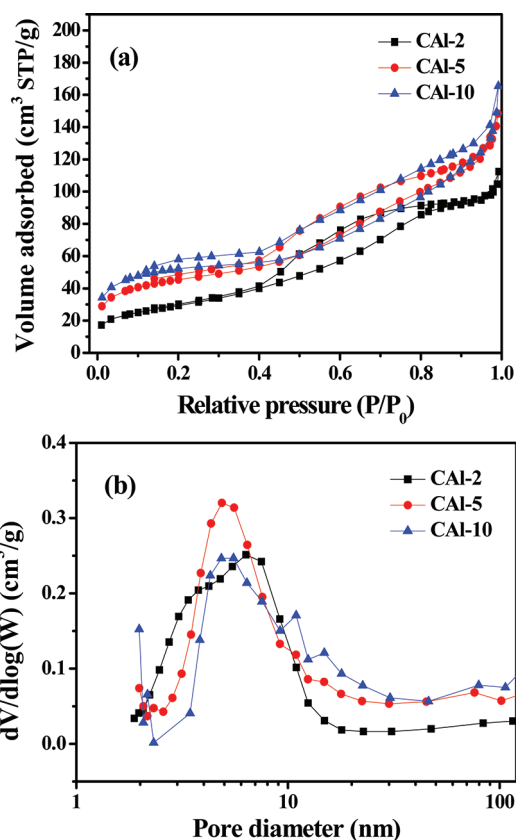 200
180
160
140
120
100
80
60
40
20
0
Volume adsorbed (cm³ STP/g)
(a)
CAl-2
CAl-5
CAl-10
0.0 0.2 0.4 0.6 0.8 1.0
Relative pressure (P/P₀)
0.4
0.3
0.2
0.1
0.0
dV/dlog(W) (cm³/g)
(b)
CAl-2
CAl-5
CAl-10
1 10 100
Pore diameter (nm)